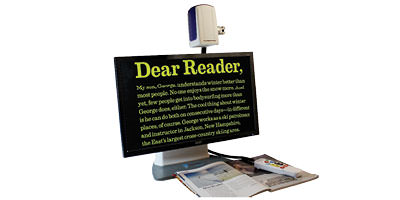 Dear Reader,
My son, George, understands winter better than
most people. No one enjoys the snow more. And
yet, few people get into bodysurfing more than
George does, either. The cool thing about winter
is he can do both on consecutive days—in different
places, of course. George works as a ski patrolman
and instructor in Jackson, New Hampshire,
the East's largest cross-country skiing area.